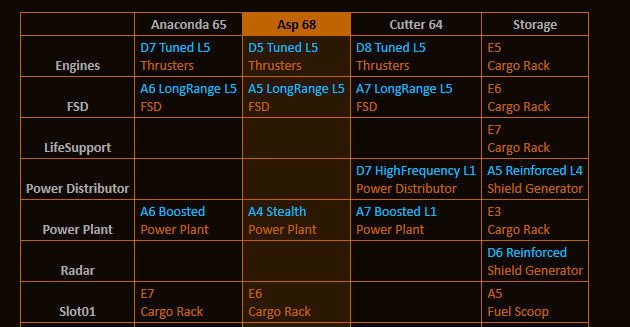 Anaconda 65 Asp 68 Cutter 64 Storage
D7 Tuned L5 D5 Tuned L5 D8 Tuned L5 E5
Engines Thrusters Thrusters Thrusters Cargo Rack
A6 LongRange L5 A5 LongRange L5 A7 LongRange L5 E6
FSD FSD FSD FSD Cargo Rack
E7
LifeSupport Cargo Rack
D7 HighFrequency L1 A5 Reinforced L4
Power Distributor Power Distributor Shield Generator
A6 Boosted A4 Stealth A7 Boosted L1 E3
Power Plant Power Plant Power Plant Power Plant Cargo Rack
D6 Reinforced
Radar Shield Generator
E7 E6 A5
Slot01 Cargo Rack Cargo Rack Fuel Scoop